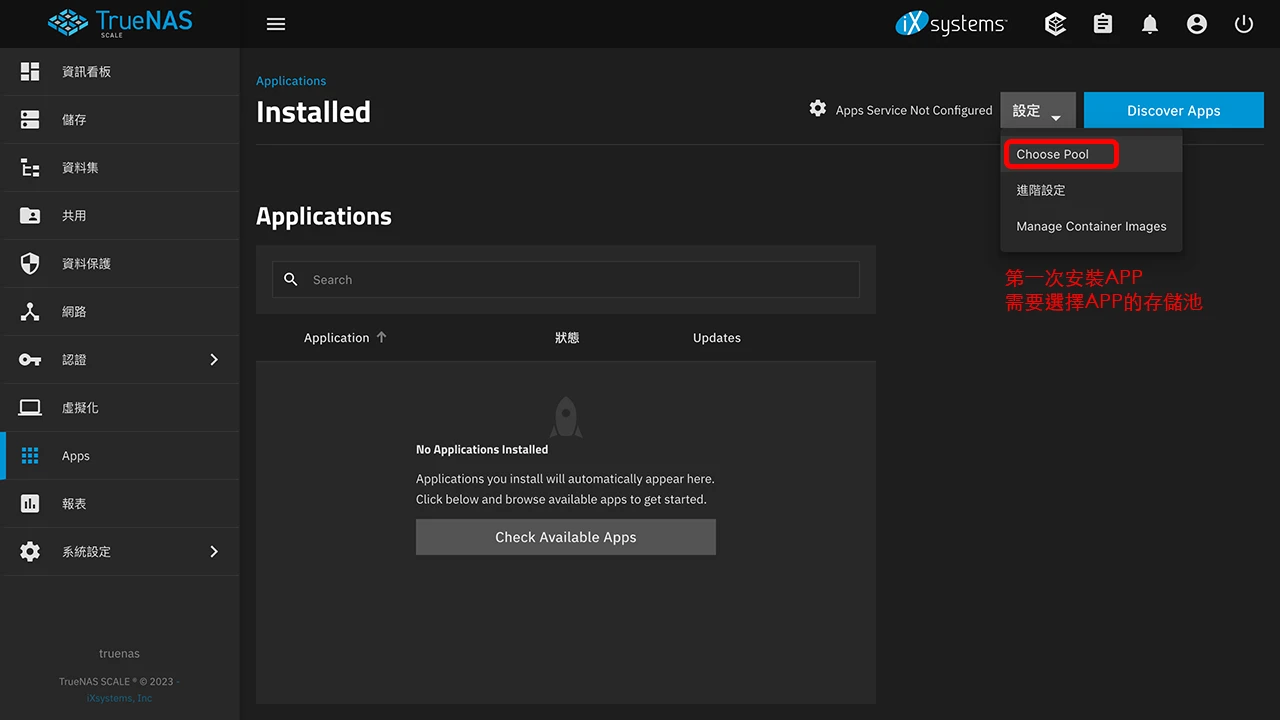 TrueNAS
SCALE
iXsystems
資訊看板
儲存
資料集
共用
資料保護
網路
認證
虛擬化
Apps
報表
系統設定
truenas
TrueNAS SCALE ® © 2023 -
iXsystems, Inc
Applications
Installed
Apps Service Not Configured
設定
Discover Apps
Choose Pool
進階設定
Manage Container Images
第一次安裝APP
需要選擇APP的存儲池
Applications
Search
Application
狀態
Updates
No Applications Installed
Applications you install will automatically appear here.
Click below and browse available apps to get started.
Check Available Apps